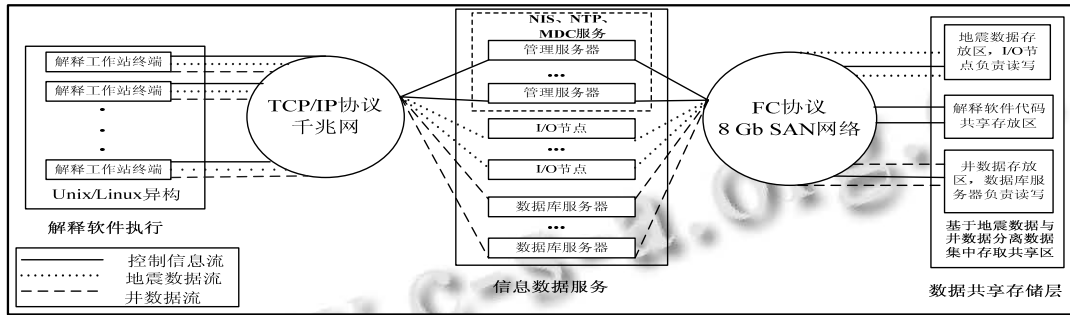 解释工作站终端
解释工作站终端
解释工作站终端
Unix/Linux异构
解释软件执行
TCP/IP协议
千兆网
NIS、NTP、
MDC服务
管理服务器
...
管理服务器
I/O节点
...
I/O节点
数据库服务器
...
数据库服务器
信息数据服务
FC协议
8 Gb SAN网络
地震数据存
放区，I/O节
点负责读写
解释软件代码
共享存放区
井数据存放
区，数据库服
务器负责读写
基于地震数据与
井数据分离数据
集中存取共享区
数据共享存储层
控制信息流
地震数据流
井数据流